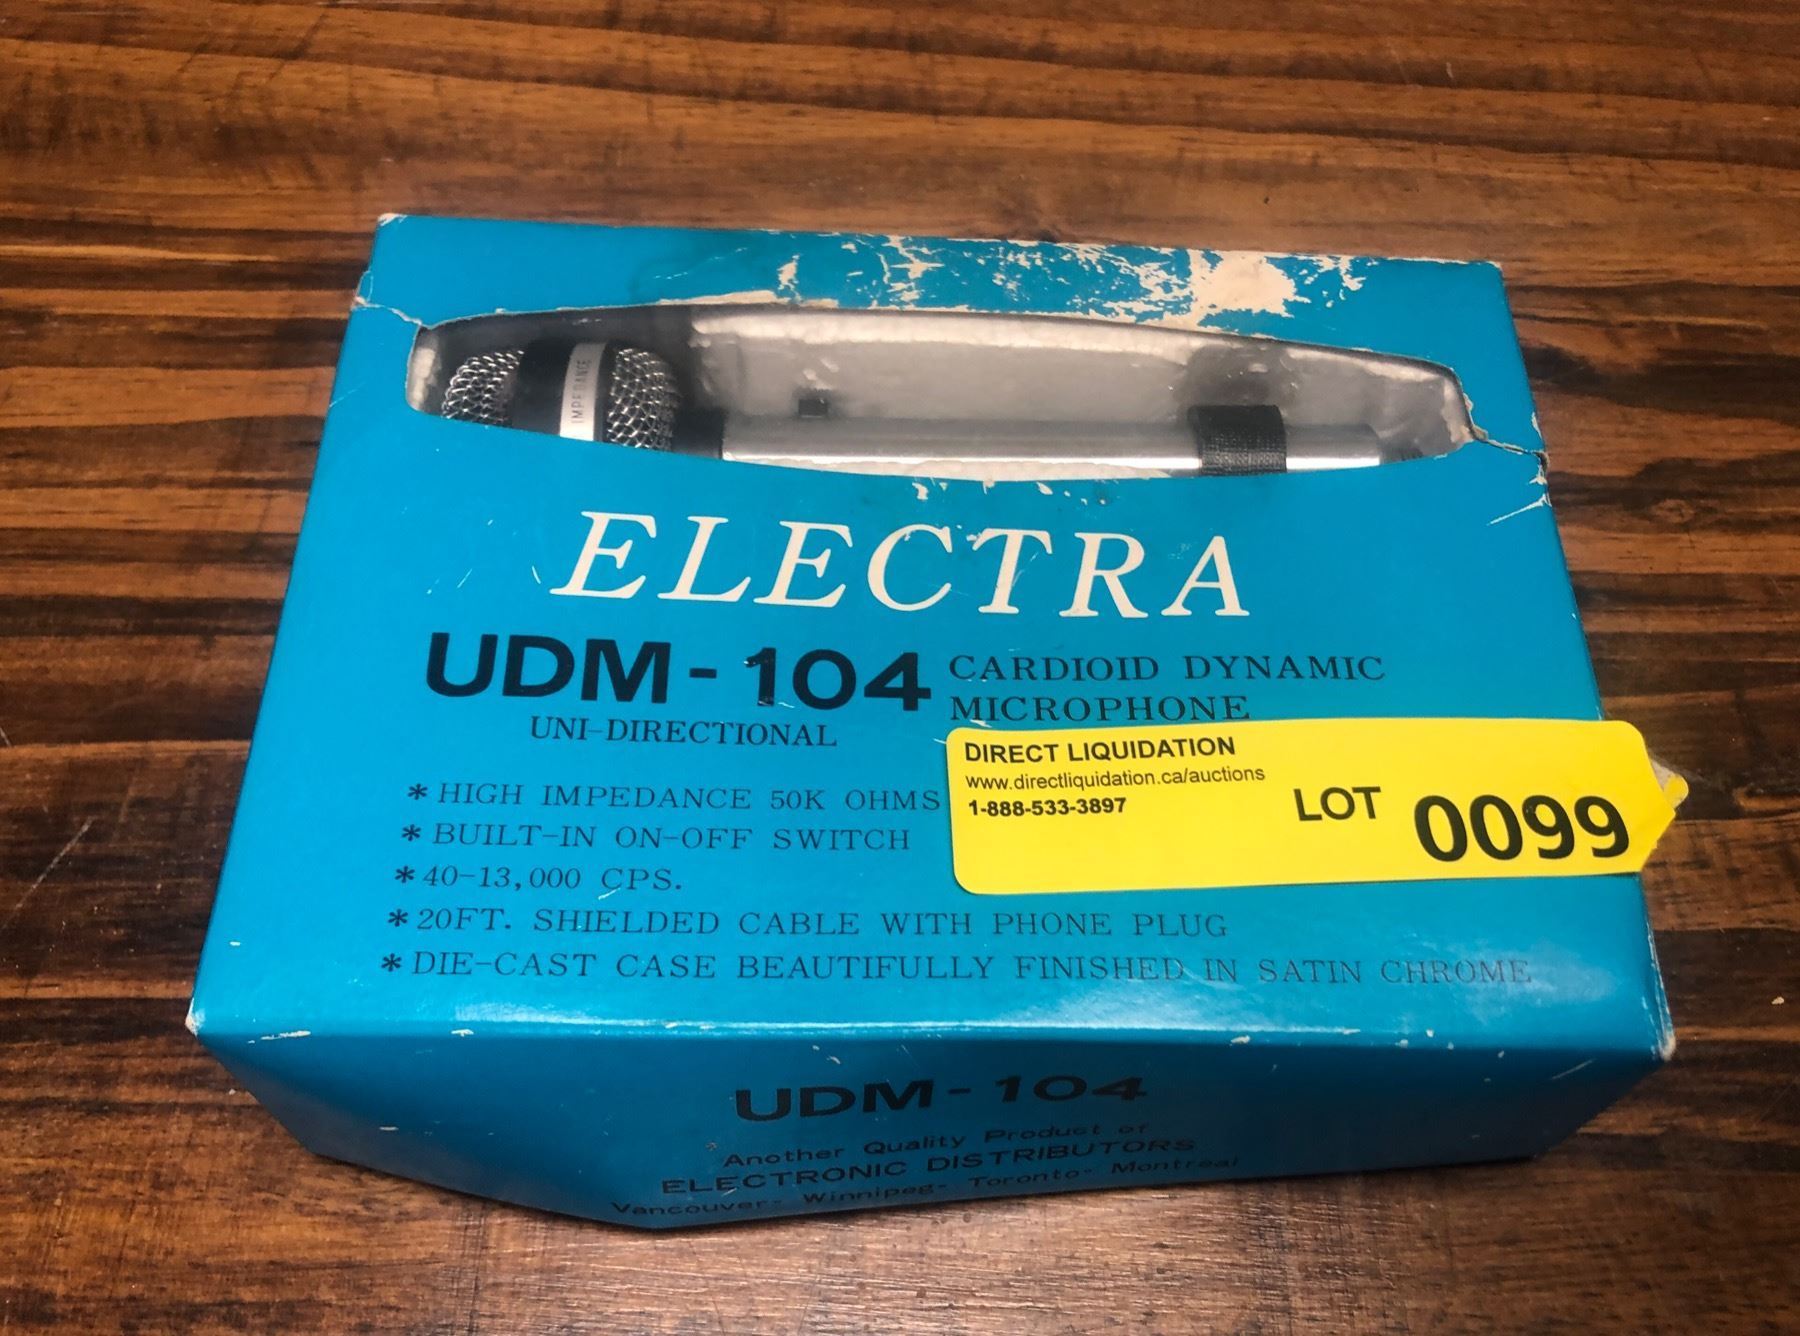 IMPEDANCE
ELECTRA
UDM-104 CARDIOID DYNAMIC
MICROPHONE
UNI-DIRECTIONAL
DIRECT LIQUIDATION
www.directliquidation.ca/auctions
1-888-533-3897
LOT 0099
* HIGH IMPEDANCE 50K OHMS
* BUILT-IN ON-OFF SWITCH
* 40-13,000 CPS.
* 20FT. SHIELDED CABLE WITH PHONE PLUG
* DIE-CAST CASE BEAUTIFULLY FINISHED IN SATIN CHROME
UDM-104
Another Quality Product of
ELECTRONIC DISTRIBUTORS
Vancouver- Winnipeg- Toronto- Montreal